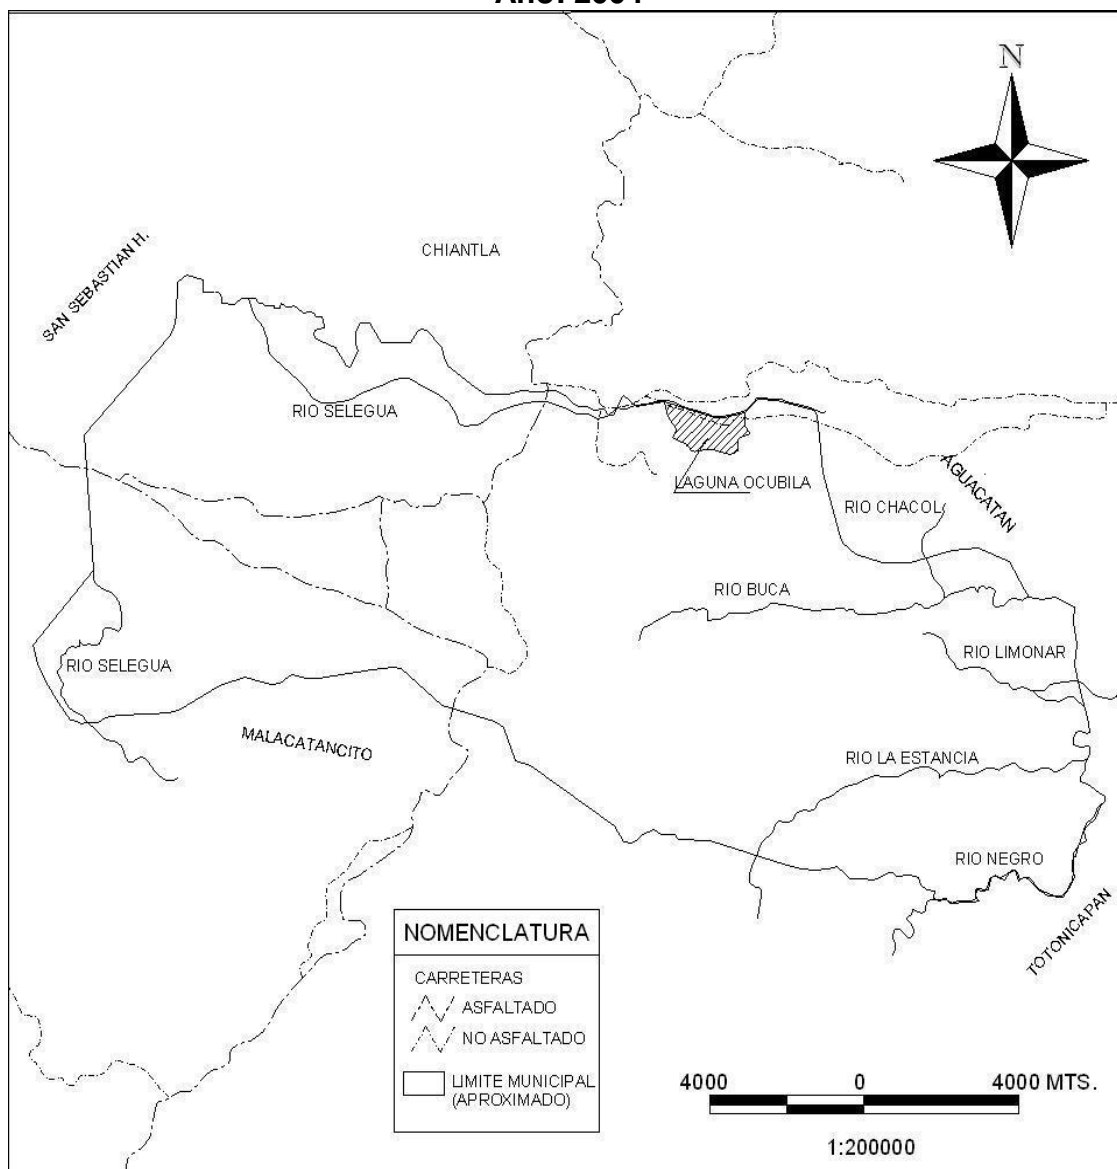 N
CHIANTLA
SAN SEBASTIAN H.
RIO SELEGUA
LAGUNA OCUBILA
AGUACATAN
RIO CHACOL
RIO BUCA
RIO LIMONAR
RIO SELEGUA
MALACATANCITO
RIO LA ESTANCIA
RIO NEGRO
TOTONICAPAN
NOMENCLATURA
CARRETERAS
ASFALTADO
NO ASFALTADO
LIMITE MUNICIPAL
(APROXIMADO)
4000 0 4000 MTS.
1:200000